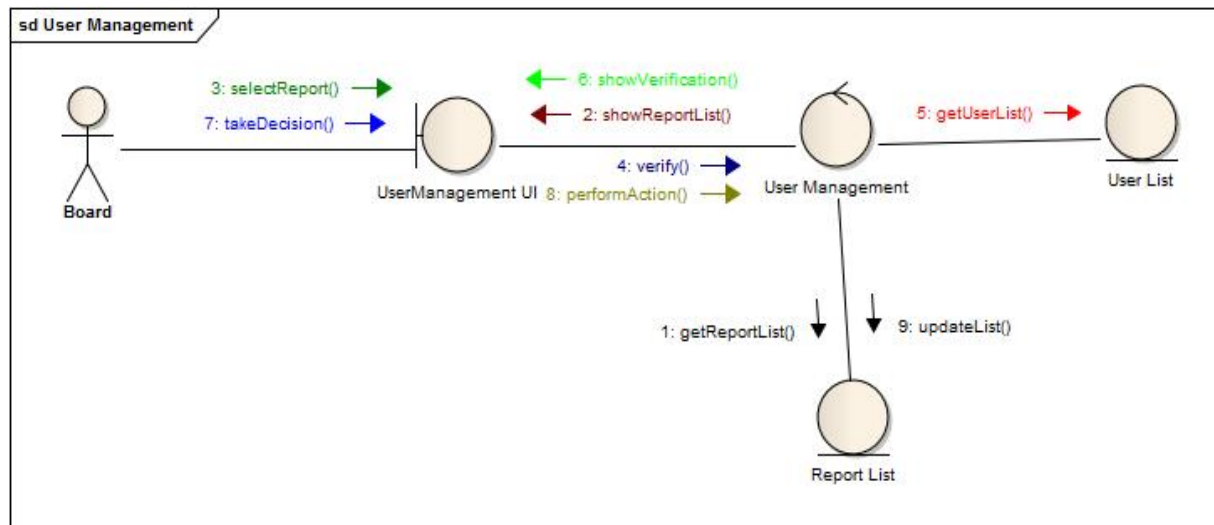 sd User Management
3: selectReport()
7: takeDecision()
6: showVerification()
2: showReportList()
5: getUserList()
4: verify()
8: performAction()
Board
UserManagement UI
User Management
User List
1: getReportList()
9: updateList()
Report List